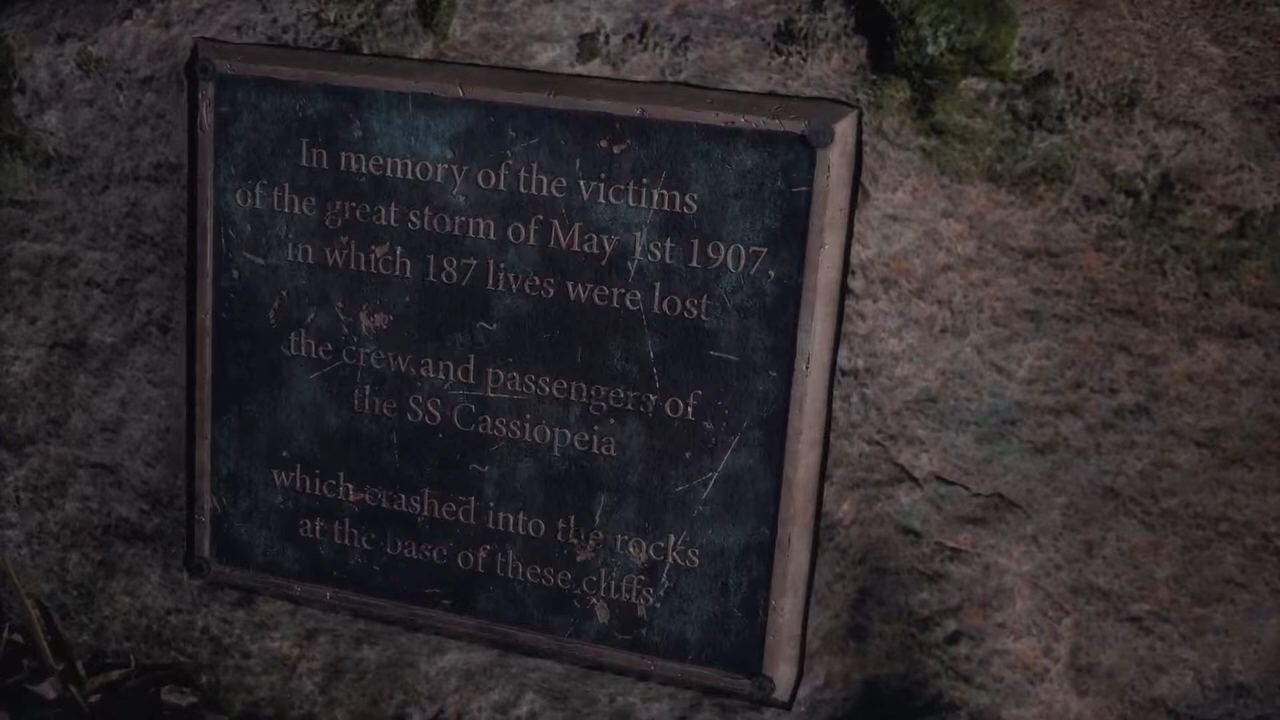 In memory of the victims
of the great storm of May 1st 1907,
in which 187 lives were lost
~
the crew and passengers of
the SS Cassiopeia
~
which crashed into the rocks
at the base of these cliffs.